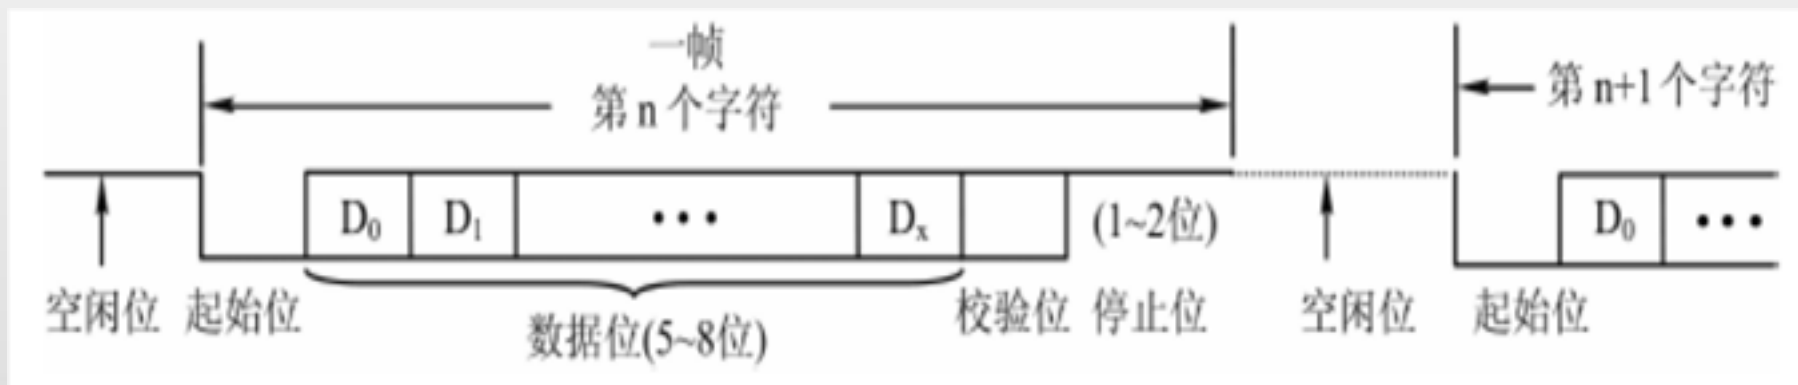 一帧
第 n 个字符
第 n+1 个字符
D₀ D₁ ••• Dₓ (1~2位) D₀ •••
空闲位 起始位 数据位(5~8位) 校验位 停止位 空闲位 起始位